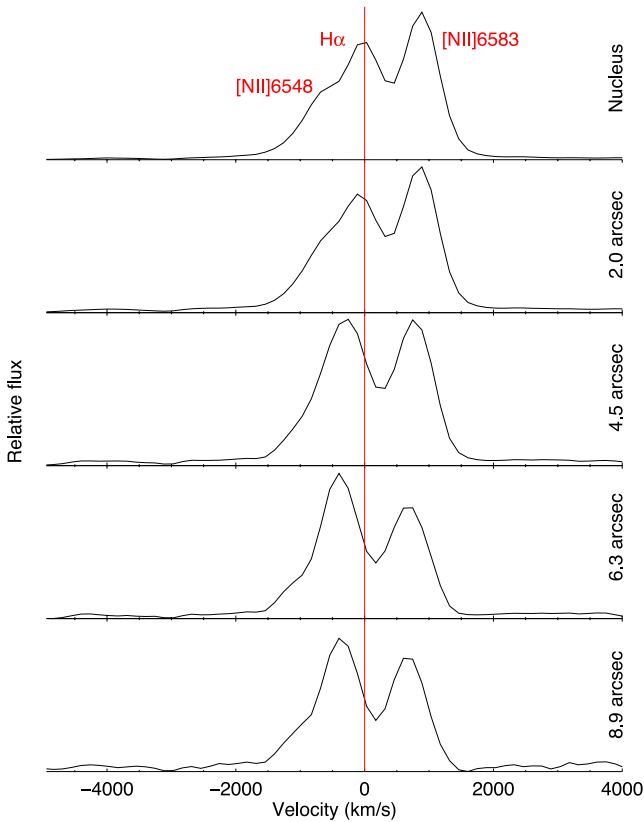 Hα
[NII]6583
[NII]6548
Nucleus
2.0 arcsec
4.5 arcsec
6.3 arcsec
8.9 arcsec
Relative flux
−4000 −2000 0 2000 4000
Velocity (km/s)